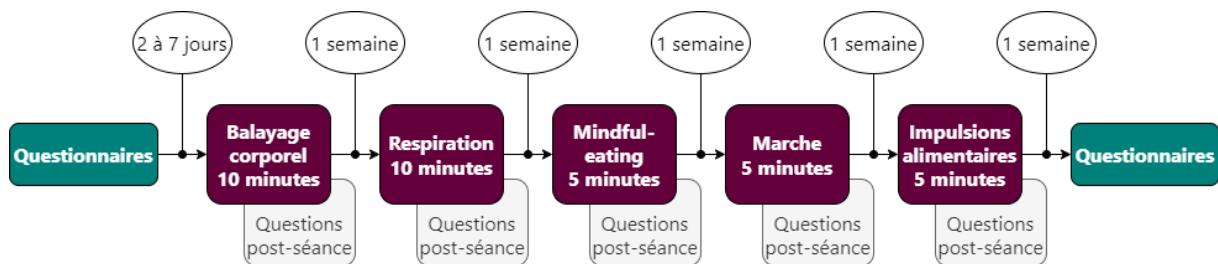 2 à 7 jours
1 semaine
1 semaine
1 semaine
1 semaine
1 semaine
Questionnaires
Balayage
corporel
10 minutes
Respiration
10 minutes
Mindful-
eating
5 minutes
Marche
5 minutes
Impulsions
alimentaires
5 minutes
Questionnaires
Questions
post-séance
Questions
post-séance
Questions
post-séance
Questions
post-séance
Questions
post-séance